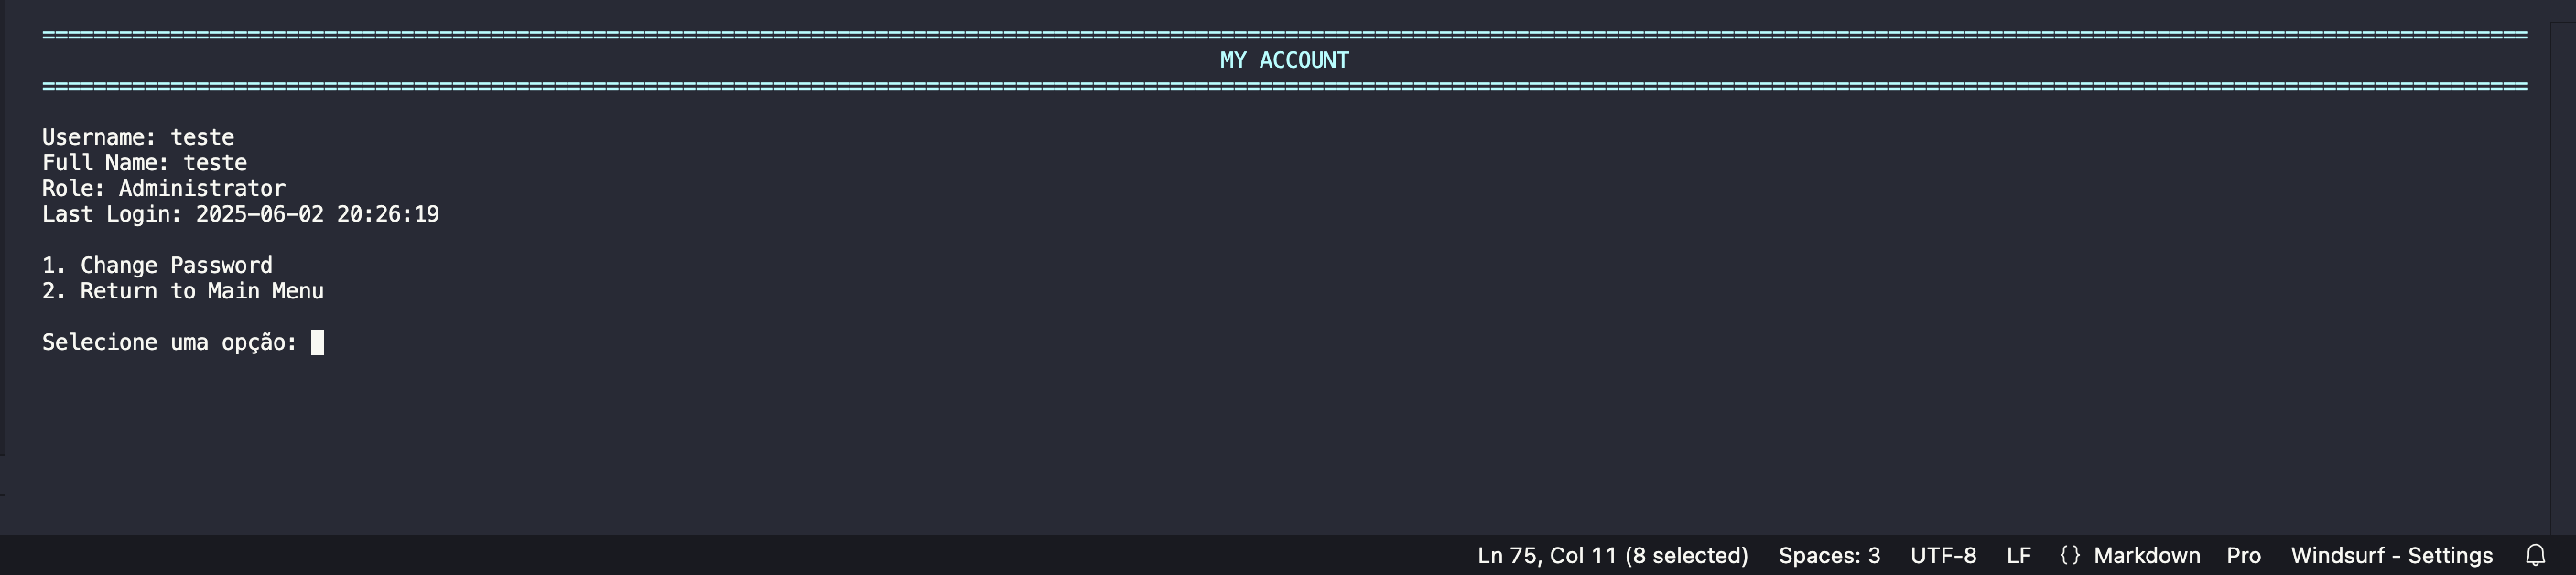 ==================================================================================================================================================================================================
MY ACCOUNT
==================================================================================================================================================================================================
Username: teste
Full Name: teste
Role: Administrator
Last Login: 2025-06-02 20:26:19
1. Change Password
2. Return to Main Menu
Selecione uma opção:
Ln 75, Col 11 (8 selected) Spaces: 3 UTF-8 LF {} Markdown Pro Windsurf - Settings